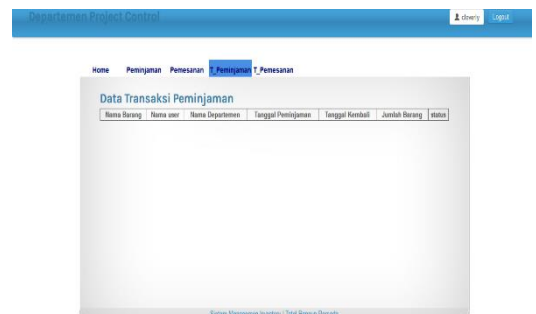 Departemen Project Control
cloverly Logout
Home Peminjaman Pemesanan T_Peminjaman T_Pemesanan
Data Transaksi Peminjaman
Nama Barang Nama user Nama Departemen Tanggal Peminjaman Tanggal Kembali Jumlah Barang status